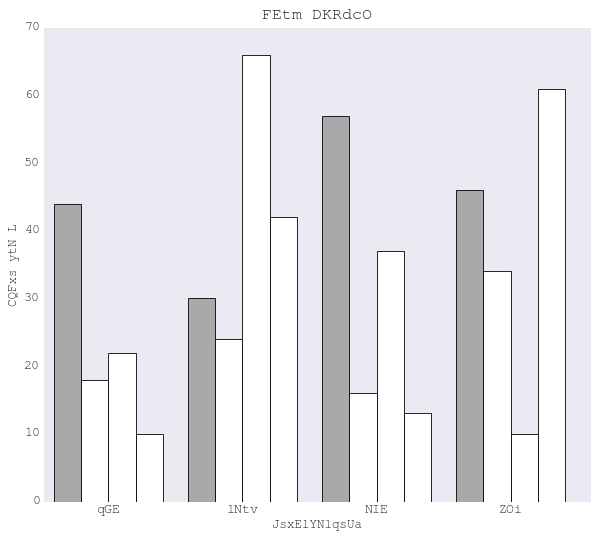 FEtm DKRdcO
70
60
50
40
30
20
10
0
CQFxs ytN L
qGE
lNtv
NIE
ZOi
JsxElYNlqsUa